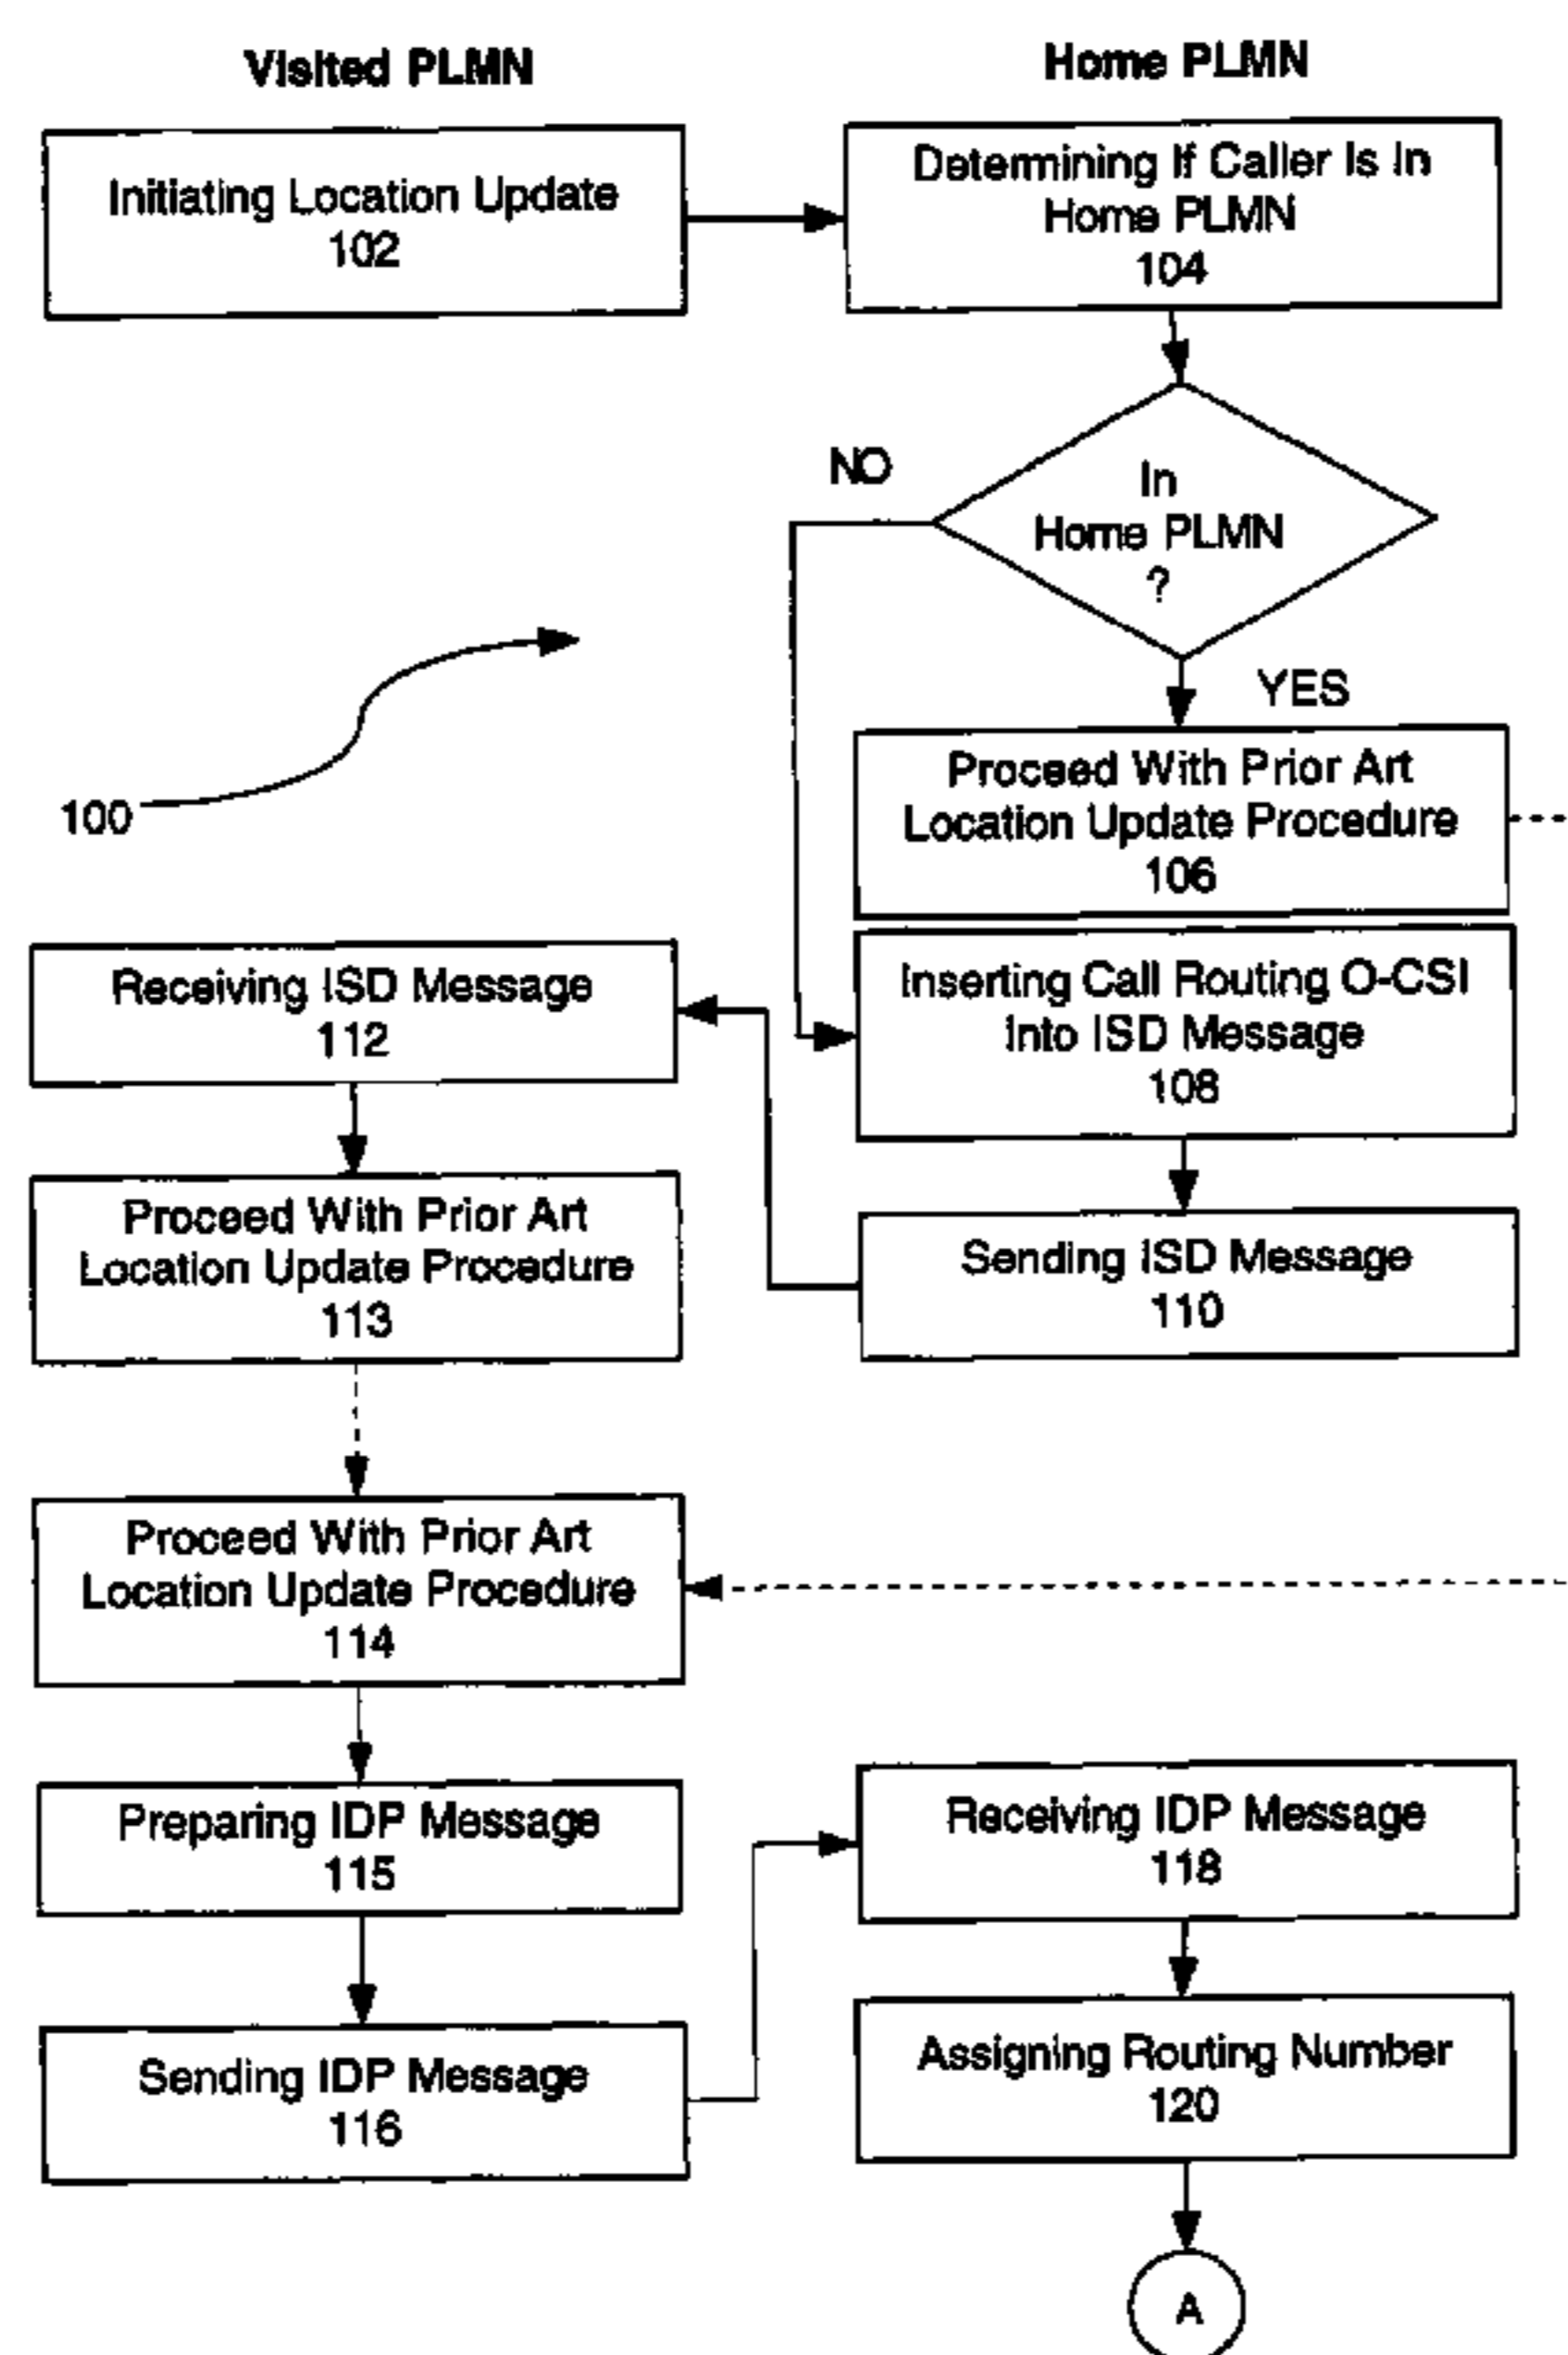 Visited PLMN
Home PLMN
Initiating Location Update
102
Determining If Caller Is In
Home PLMN
104
NO
In
Home PLMN
?
YES
100
Proceed With Prior Art
Location Update Procedure
106
Receiving ISD Message
112
Inserting Call Routing O-CSI
Into ISD Message
108
Proceed With Prior Art
Location Update Procedure
113
Sending ISD Message
110
Proceed With Prior Art
Location Update Procedure
114
Preparing IDP Message
115
Receiving IDP Message
118
Sending IDP Message
116
Assigning Routing Number
120
A